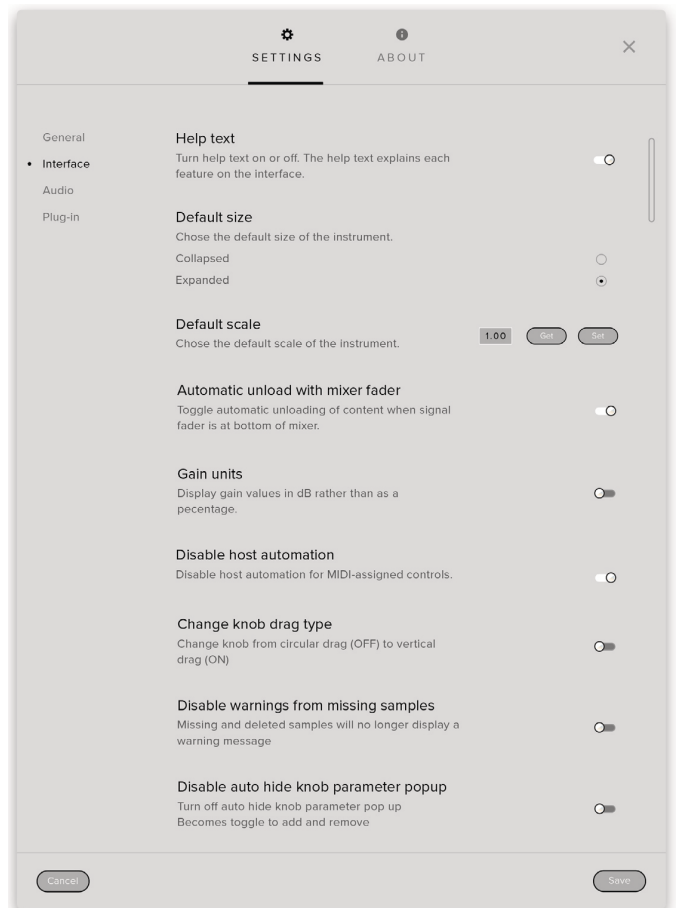 SETTINGS
ABOUT
General
Interface
Audio
Plug-in
Help text
Turn help text on or off. The help text explains each
feature on the interface.
Default size
Chose the default size of the instrument.
Collapsed
Expanded
Default scale
Chose the default scale of the instrument.
1.00
Get
Set
Automatic unload with mixer fader
Toggle automatic unloading of content when signal
fader is at bottom of mixer.
Gain units
Display gain values in dB rather than as a
pecentage.
Disable host automation
Disable host automation for MIDI-assigned controls.
Change knob drag type
Change knob from circular drag (OFF) to vertical
drag (ON)
Disable warnings from missing samples
Missing and deleted samples will no longer display a
warning message
Disable auto hide knob parameter popup
Turn off auto hide knob parameter pop up
Becomes toggle to add and remove
Cancel
Save